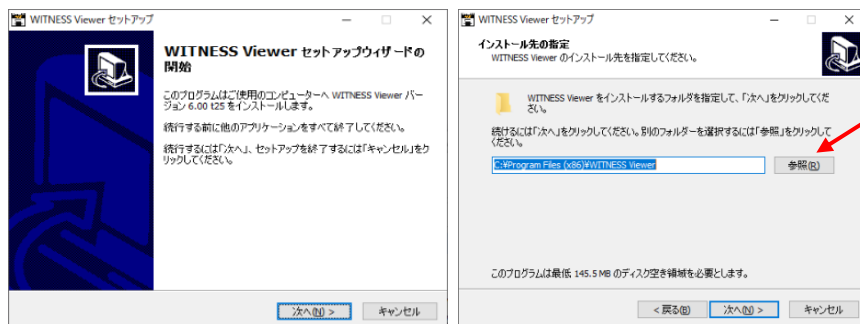 WITNESS Viewer セットアップ
WITNESS Viewer セットアップウィザードの
開始
このプログラムはご使用のコンピューターへ WITNESS Viewer バー
ジョン 6.00 t25 をインストールします。
続行する前に他のアプリケーションをすべて終了してください。
続行するには「次へ」、セットアップを終了するには「キャンセル」をク
リックしてください。
次へ(N) >
キャンセル
WITNESS Viewer セットアップ
インストール先の指定
WITNESS Viewer のインストール先を指定してください。
WITNESS Viewer をインストールするフォルダを指定して、「次へ」をクリックしてくだ
さい。
続けるには「次へ」をクリックしてください。別のフォルダーを選択するには「参照」をクリックして
ください。
C:¥Program Files (x86)¥WITNESS Viewer
参照(R)
このプログラムは最低 145.5 MB のディスク空き領域を必要とします。
< 戻る(B)
次へ(N) >
キャンセル